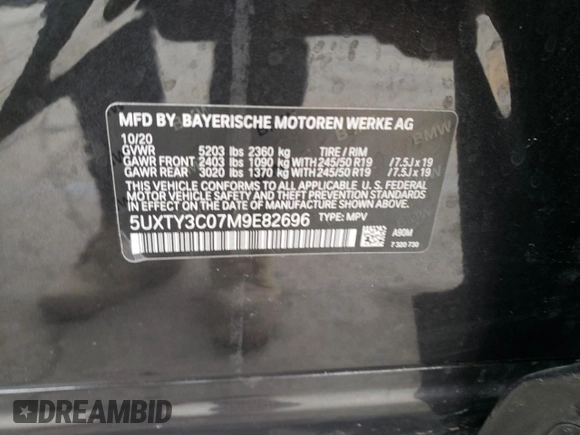 MFD BY BAYERISCHE MOTOREN WERKE AG
10/20
GVWR 5203 lbs 2360 kg TIRE / RIM
GAWR FRONT 2403 lbs 1090 kg WITH 245/50 R19 / 7.5J x 19
GAWR REAR 3020 lbs 1370 kg WITH 245/50 R19 / 7.5J x 19
THIS VEHICLE CONFORMS TO ALL APPLICABLE U.S. FEDERAL
MOTOR VEHICLE SAFETY, BUMPER, AND THEFT PREVENTION STANDARDS
IN EFFECT ON THE DATE OF MANUFACTURE SHOWN ABOVE.
5UXTY3C07M9E82696 TYPE: MPV
A90M
7 320 730
BMW
DREAMBID